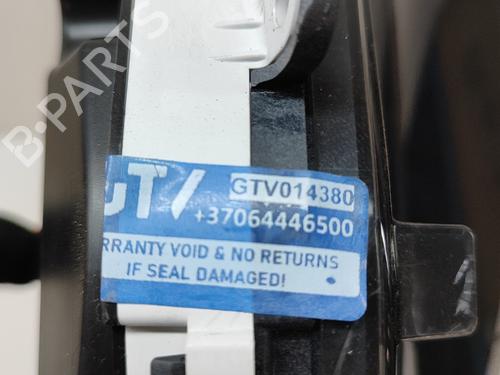 B-PARTS
GTV014380
+37064446500
RRANTY VOID & NO RETURNS
IF SEAL DAMAGED!